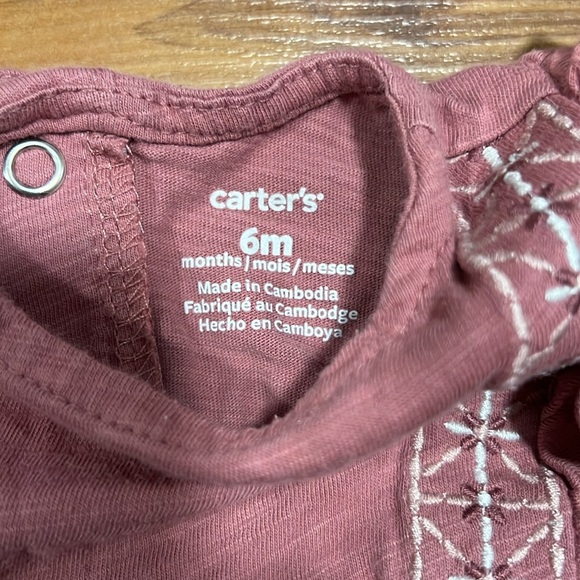 carter's
6m
months/mois/meses
Made in Cambodia
Fabriqué au Cambodge
Hecho en Camboya